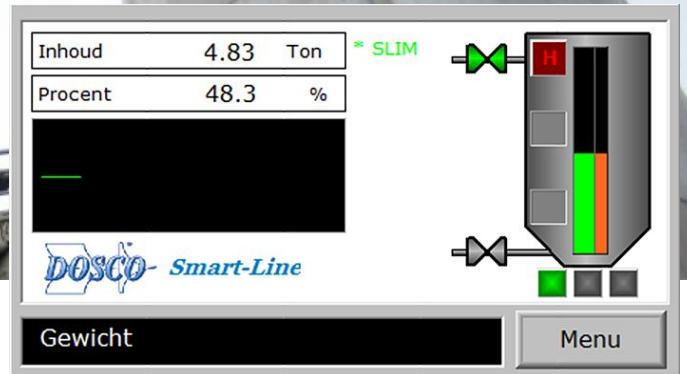 Inhoud 4.83 Ton
* SLIM
H
Procent 48.3 %
DOSCO- Smart-Line
Gewicht
Menu